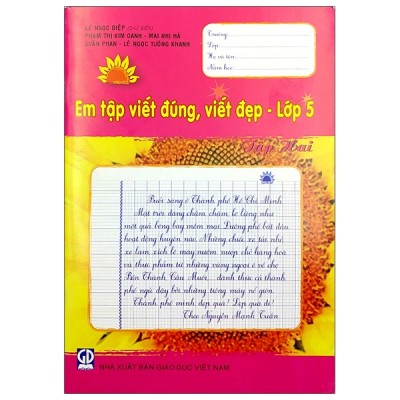 LÊ NGỌC ĐIỆP (CHỦ BIÊN)
PHẠM THỊ KIM OANH - MAI NHỊ HÀ
XUÂN PHAN - LÊ NGỌC TƯỜNG KHANH
Trường:
Lớp:
Họ và tên:
Năm học:
Em tập viết đúng, viết đẹp - Lớp 5
Tập Hai
Buổi sáng ở Thành phố Hồ Chí Minh
Mặt trời đang chầm chậm, lơ lửng như
một quả bóng bay mềm mại. Đường phố bắt đầu
hoạt động huyên náo. Những chiếc xe tải nhỏ
xe lam, xích lô máy nườm nượp chở hàng hoá
và thực phẩm từ những vùng ngoại ô về chợ
Bến Thành, Cầu Muối, ... đánh thức cả thành
phố ngủ dậy bởi những tiếng máy nổ giòn.
Thành phố mình đẹp quá! Đẹp quá đi!
Theo Nguyễn Mạnh Tuấn
GD
NHÀ XUẤT BẢN GIÁO DỤC VIỆT NAM